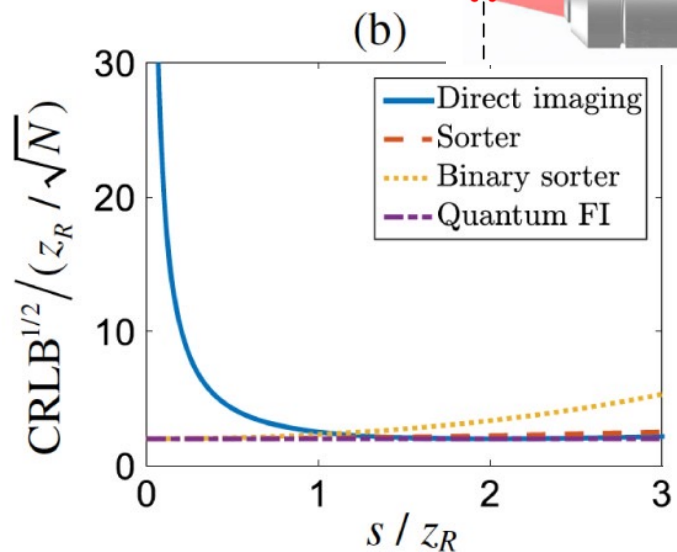 (b)
30
20
10
0
CRLB^{1/2}/(z_R/√N)
Direct imaging
Sorter
Binary sorter
Quantum FI
0 1 2 3
s/z_R